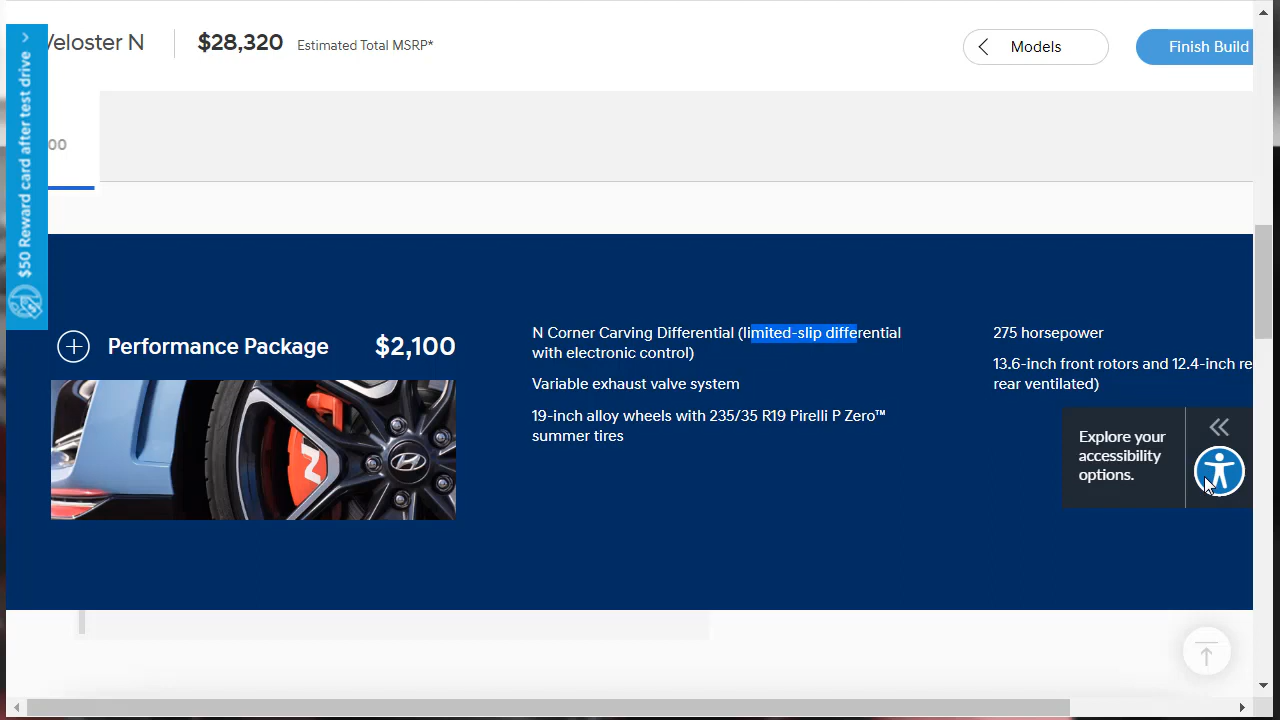 Veloster N
$28,320 Estimated Total MSRP*
Models
Finish Build
$50 Reward card after test drive
00
Performance Package $2,100
N Corner Carving Differential (limited-slip differential
with electronic control)
Variable exhaust valve system
19-inch alloy wheels with 235/35 R19 Pirelli P Zero™
summer tires
275 horsepower
13.6-inch front rotors and 12.4-inch re
rear ventilated)
Explore your
accessibility
options.
N